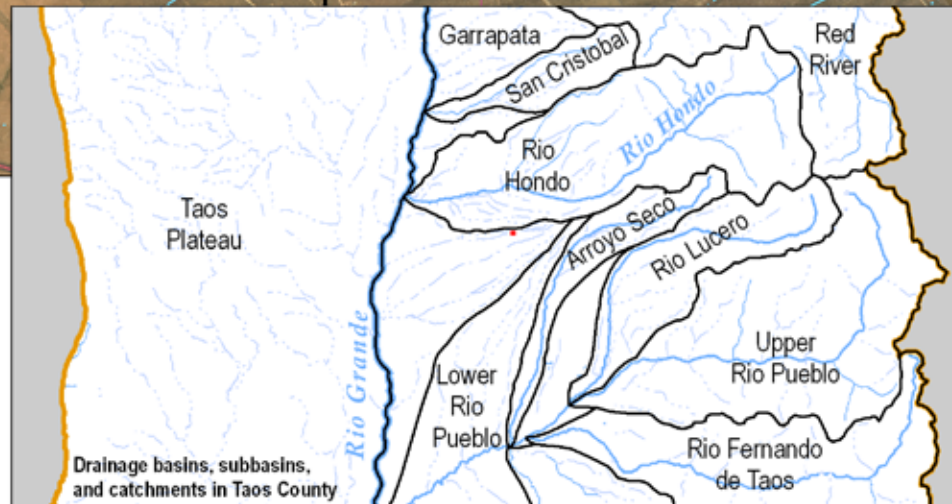 Garrapata
San Cristobal
Red
River
Rio Hondo
Rio
Hondo
Taos
Plateau
Arroyo Seco
Rio Lucero
Rio Grande
Upper
Rio Pueblo
Lower
Rio
Pueblo
Rio Fernando
de Taos
Drainage basins, subbasins,
and catchments in Taos County